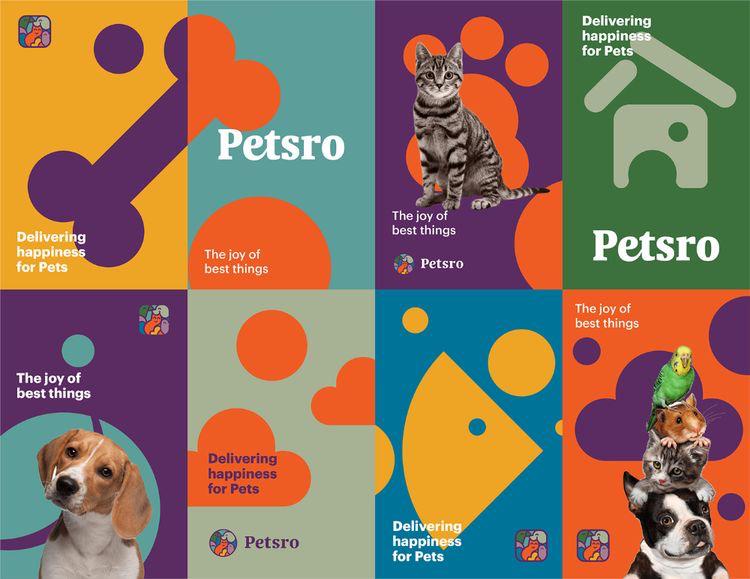 Delivering
happiness
for Pets
Petsro
The joy of
best things
The joy of
best things
Petsro
Delivering
happiness
for Pets
Petsro
The joy of
best things
Delivering
happiness
for Pets
Petsro
Delivering
happiness
for Pets
The joy of
best things